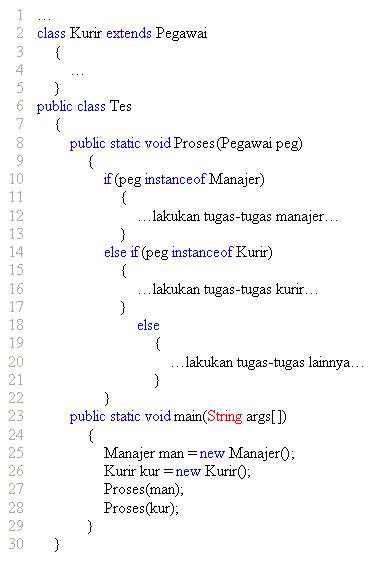 1 …
2 class Kurir extends Pegawai
3 {
4 …
5 }
6 public class Tes
7 {
8 public static void Proses(Pegawai peg)
9 {
10 if(peg instanceof Manajer)
11 {
12 …lakukan tugas-tugas manajer…
13 }
14 else if(peg instanceof Kurir)
15 {
16 …lakukan tugas-tugas kurir…
17 }
18 else
19 {
20 …lakukan tugas-tugas lainnya…
21 }
22 }
23 public static void main(String args[])
24 {
25 Manajer man = new Manajer();
26 Kurir kur = new Kurir();
27 Proses(man);
28 Proses(kur);
29 }
30 }